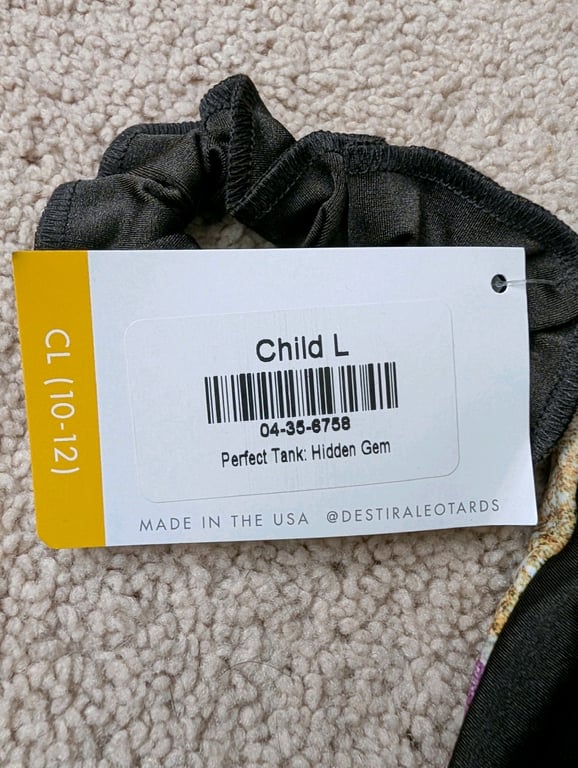 CL (10-12)
Child L
04-35-6758
Perfect Tank: Hidden Gem
MADE IN THE USA @DESTIRALEOTARDS